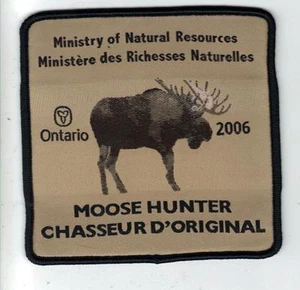 Ministry of Natural Resources
Ministère des Richesses Naturelles
Ontario
2006
MOOSE HUNTER
CHASSEUR D'ORIGINAL